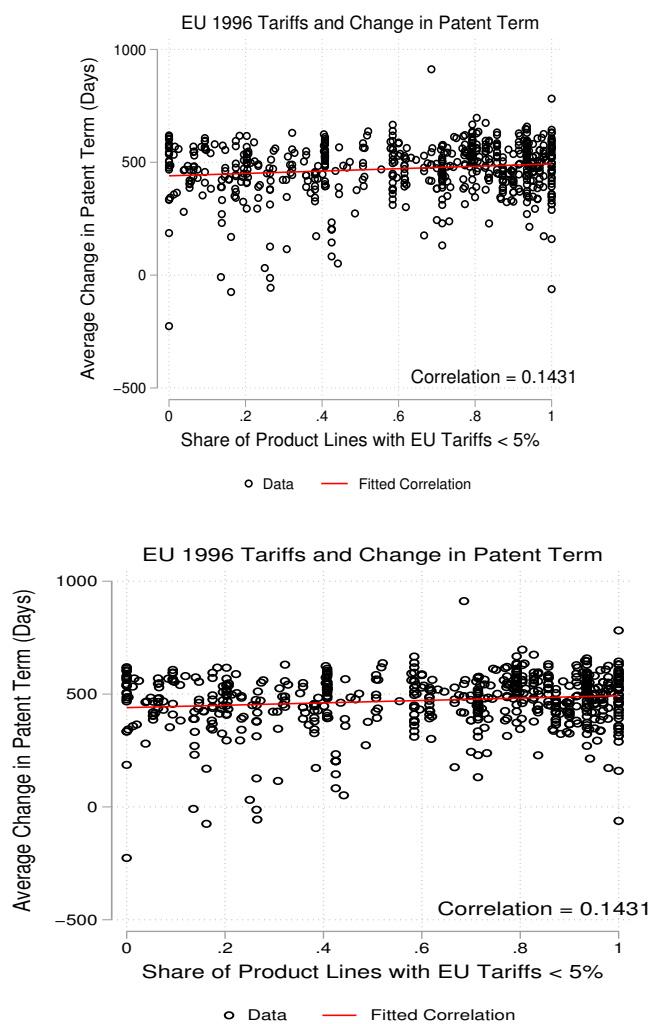 EU 1996 Tariffs and Change in Patent Term
1000
500
0
−500
Average Change in Patent Term (Days)
Correlation = 0.1431
0 .2 .4 .6 .8 1
Share of Product Lines with EU Tariffs < 5%
Data Fitted Correlation
EU 1996 Tariffs and Change in Patent Term
1000
500
0
−500
Average Change in Patent Term (Days)
Correlation = 0.1431
0 .2 .4 .6 .8 1
Share of Product Lines with EU Tariffs < 5%
Data Fitted Correlation